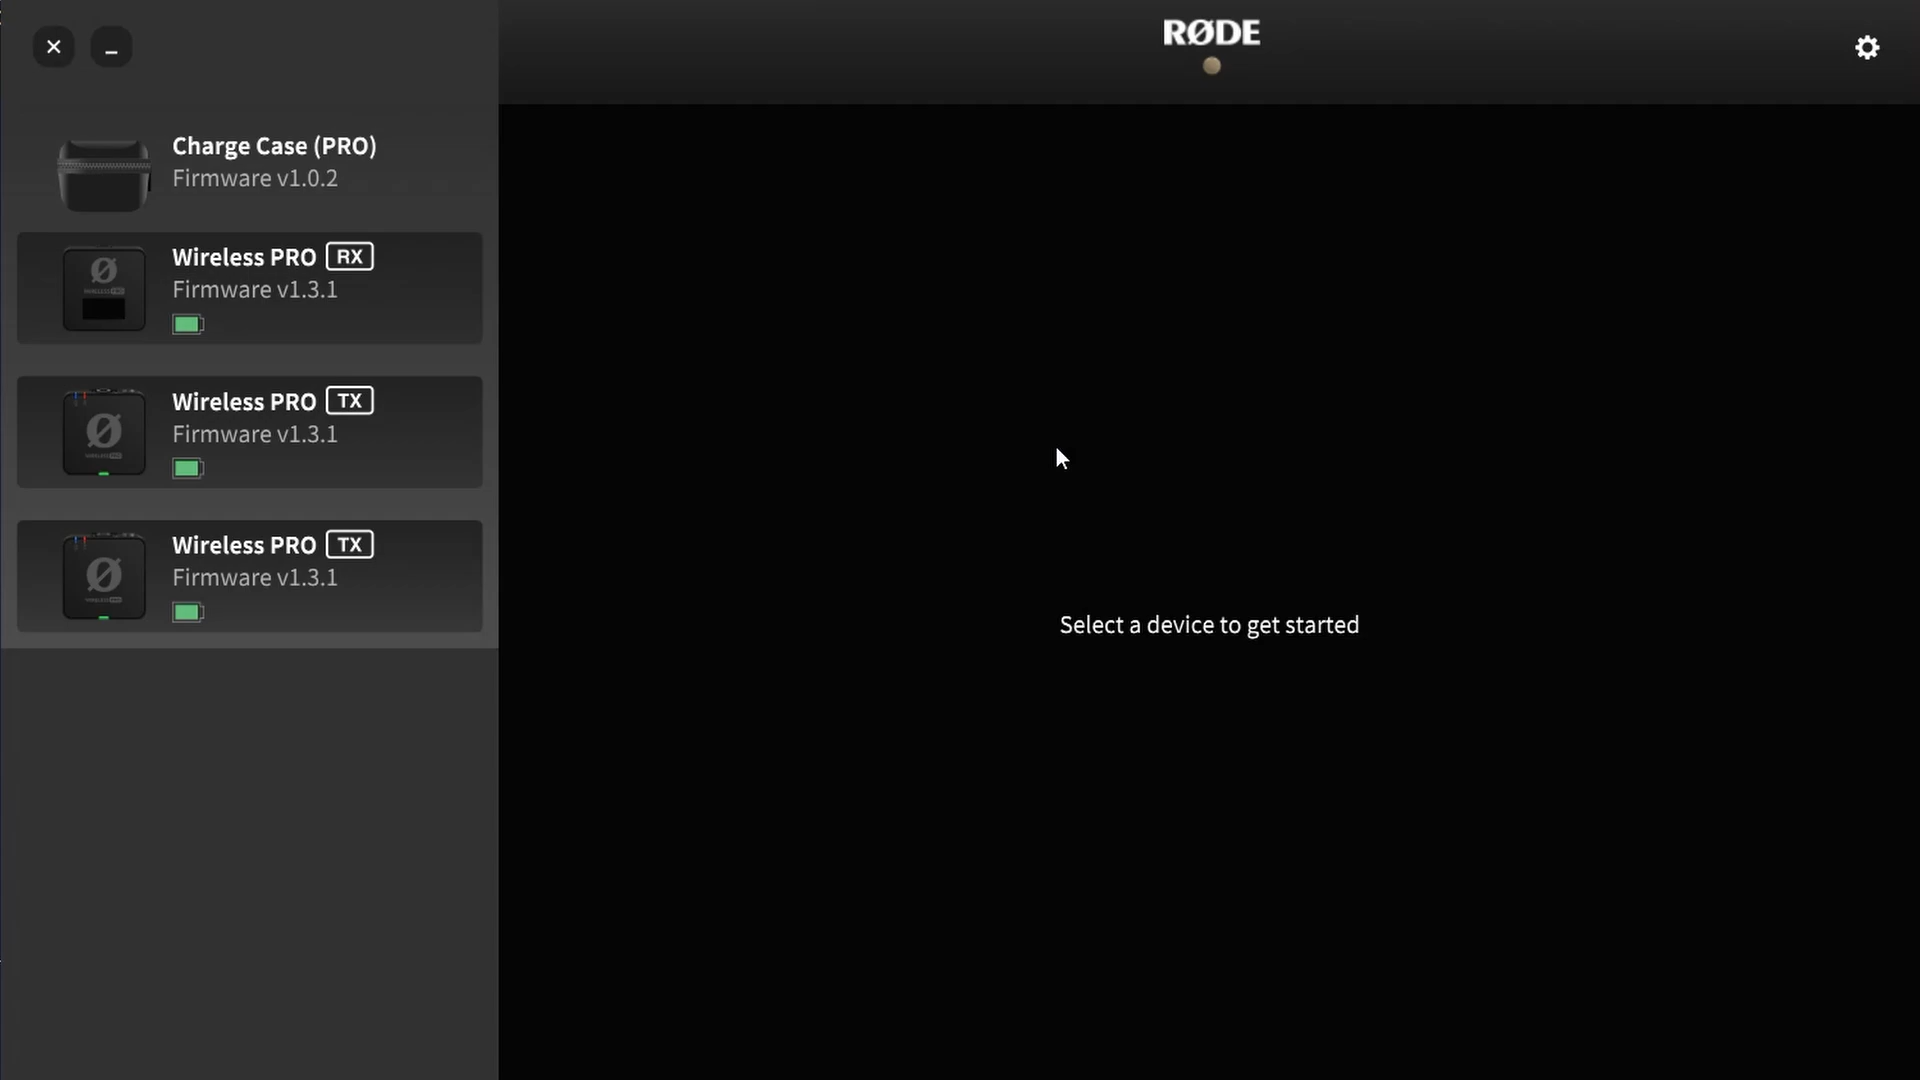 RØDE
Charge Case (PRO)
Firmware v1.0.2
Wireless PRO RX
Firmware v1.3.1
Wireless PRO TX
Firmware v1.3.1
Wireless PRO TX
Firmware v1.3.1
Select a device to get started